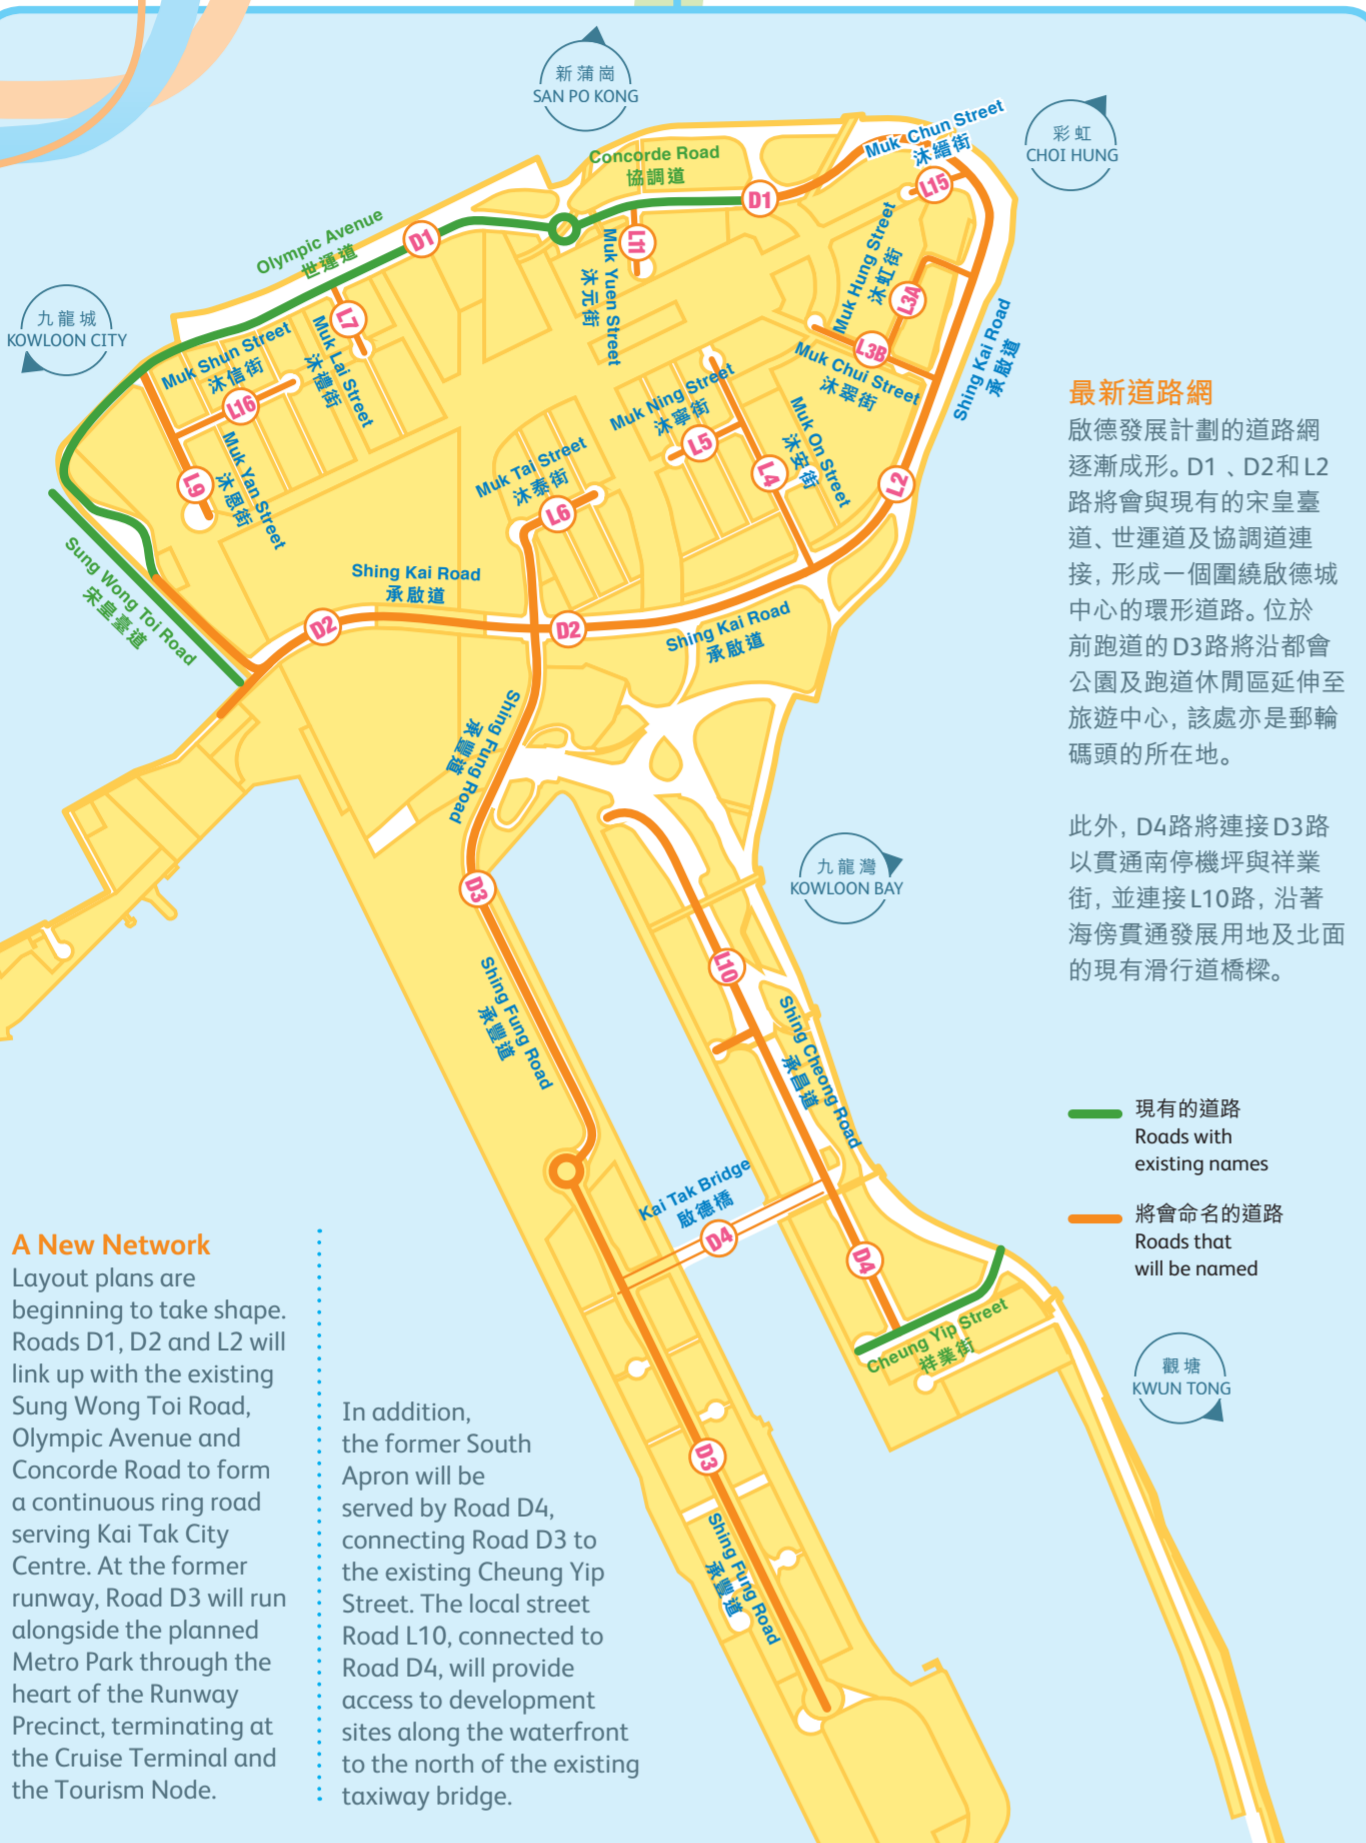 新蒲崗
SAN PO KONG
彩虹
CHOI HUNG
九龍城
KOWLOON CITY
Concorde Road
協調道
Muk Chun Street
沐縉街
Olympic Avenue
世運道
D1
D1
L15
L11
Muk Yuen Street
沐元街
Muk Hung Street
沐虹街
L3A
L3B
Muk Chui Street
沐翠街
Shing Kai Road
承啟道
L7
Muk Lai Street
沐禮街
Muk Shun Street
沐信街
L16
L9
Muk Yan Street
沐恩街
Muk Ning Street
沐寧街
L5
L4
Muk On Street
沐安街
L2
Muk Tai Street
沐泰街
L6
Sung Wong Toi Road
宋皇臺道
Shing Kai Road
承啟道
D2
D2
Shing Kai Road
承啟道
Shing Fung Road
承豐道
D3
九龍灣
KOWLOON BAY
L10
Shing Fung Road
承豐道
Shing Cheong Road
承昌道
Kai Tak Bridge
啟德橋
D4
D4
Cheung Yip Street
祥業街
觀塘
KWUN TONG
D3
Shing Fung Road
承豐道
最新道路網
啟德發展計劃的道路網
逐漸成形。D1、D2和L2
路將會與現有的宋皇臺
道、世運道及協調道連
接, 形成一個圍繞啟德城
中心的環形道路。位於
前跑道的D3路將沿都會
公園及跑道休閒區延伸至
旅遊中心, 該處亦是郵輪
碼頭的所在地。
此外, D4路將連接D3路
以貫通南停機坪與祥業
街, 並連接L10路, 沿著
海傍貫通發展用地及北面
的現有滑行道橋樑。
現有的道路
Roads with
existing names
將會命名的道路
Roads that
will be named
A New Network
Layout plans are
beginning to take shape.
Roads D1, D2 and L2 will
link up with the existing
Sung Wong Toi Road,
Olympic Avenue and
Concorde Road to form
a continuous ring road
serving Kai Tak City
Centre. At the former
runway, Road D3 will run
alongside the planned
Metro Park through the
heart of the Runway
Precinct, terminating at
the Cruise Terminal and
the Tourism Node.
In addition,
the former South
Apron will be
served by Road D4,
connecting Road D3 to
the existing Cheung Yip
Street. The local street
Road L10, connected to
Road D4, will provide
access to development
sites along the waterfront
to the north of the existing
taxiway bridge.